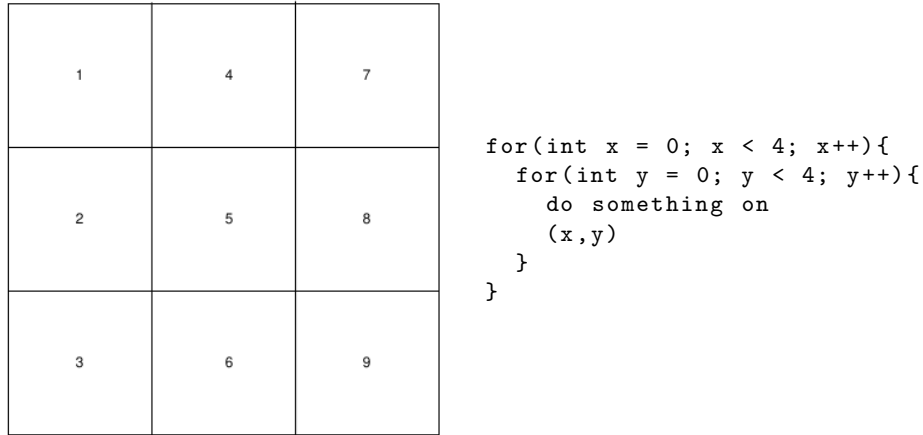 1 4 7
2 5 8
3 6 9
for(int x = 0; x < 4; x++){
for(int y = 0; y < 4; y++){
do something on
(x,y)
}
}